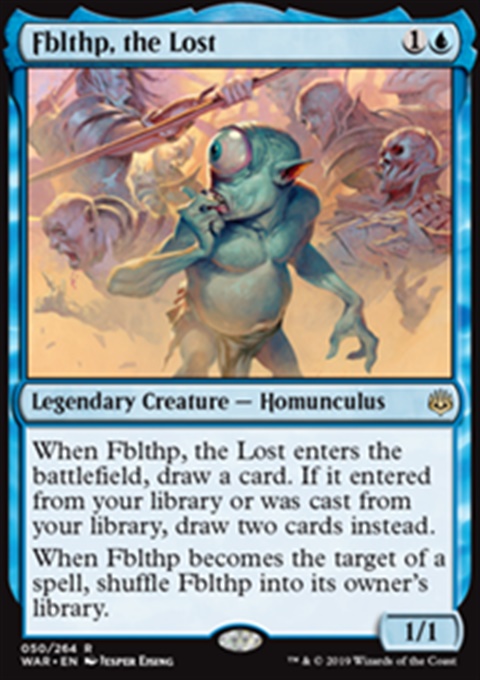 Fblthp, the Lost 1
Legendary Creature — Homunculus
When Fblthp, the Lost enters the
battlefield, draw a card. If it entered
from your library or was cast from
your library, draw two cards instead.
When Fblthp becomes the target of a
spell, shuffle Fblthp into its owner's
library.
1/1
050/264 R
WAR • EN Jesper Ejsing
™ & © 2019 Wizards of the Coast